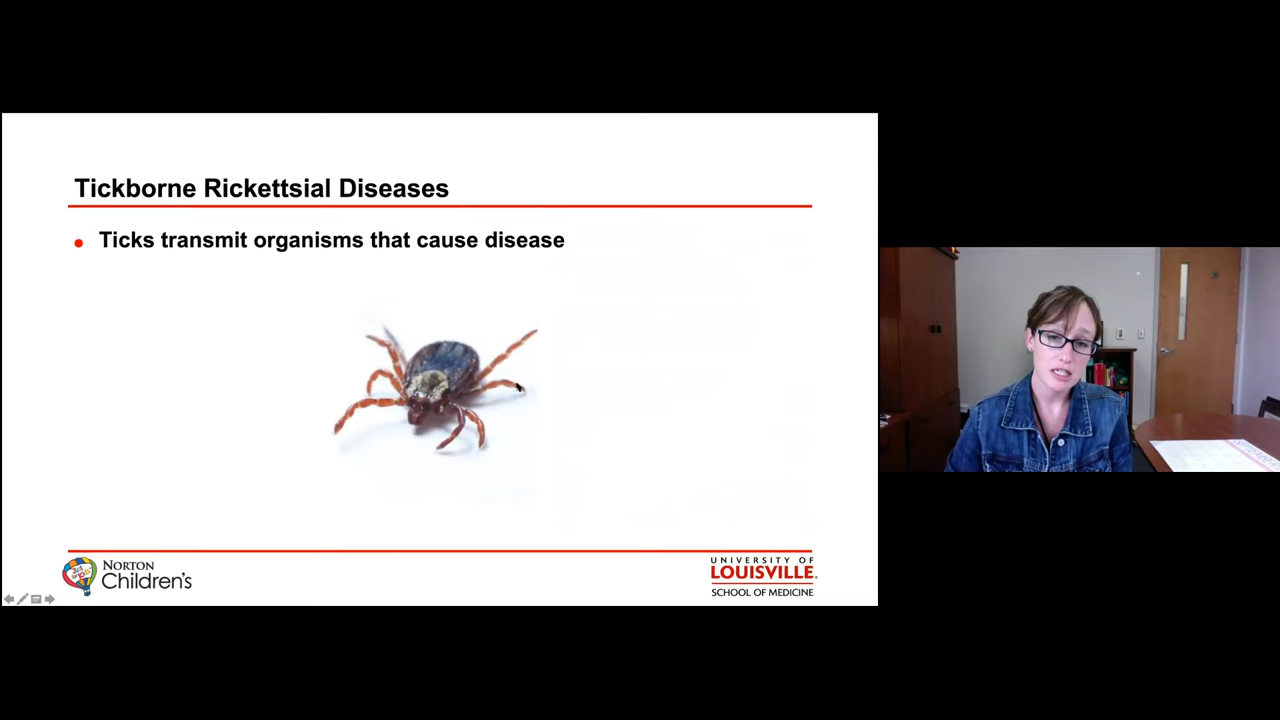 Tickborne Rickettsial Diseases
Ticks transmit organisms that cause disease
NORTON
Children's
UNIVERSITY OF
LOUISVILLE
SCHOOL OF MEDICINE